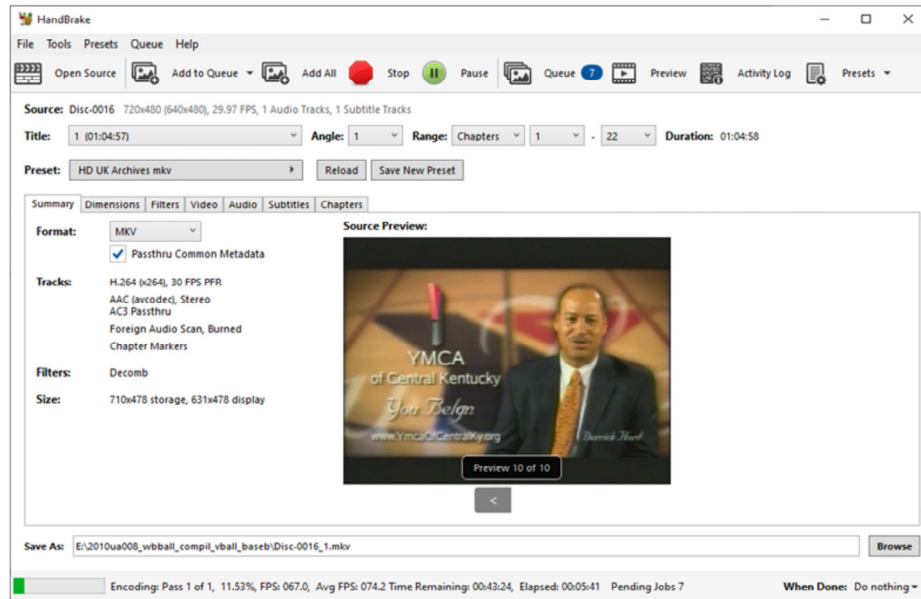 HandBrake
File Tools Presets Queue Help
Open Source Add to Queue Add All Stop Pause Queue 7 Preview Activity Log Presets
Source: Disc-0016 720x480 (640x480), 29.97 FPS, 1 Audio Tracks, 1 Subtitle Tracks
Title: 1 (01:04:57) Angle: 1 Range: Chapters 1 - 22 Duration: 01:04:58
Preset: HD UK Archives mkv Reload Save New Preset
Summary Dimensions Filters Video Audio Subtitles Chapters
Format: MKV Source Preview:
Passthru Common Metadata
Tracks: H.264 (x264), 30 FPS PFR
AAC (avcodec), Stereo
AC3 Passthru
Foreign Audio Scan, Burned
Chapter Markers
Filters: Decomb
Size: 710x478 storage, 631x478 display
YMCA
of Central Kentucky
You Belgn
www.YmcaOfCentralKy.org
Derrick Hord
Preview 10 of 10
<
Save As: E:\2010ua008_wbball_compil_vball_baseb\Disc-0016_1.mkv Browse
Encoding: Pass 1 of 1, 11.53%, FPS: 067.0, Avg FPS: 074.2 Time Remaining: 00:43:24, Elapsed: 00:05:41 Pending Jobs 7 When Done: Do nothing